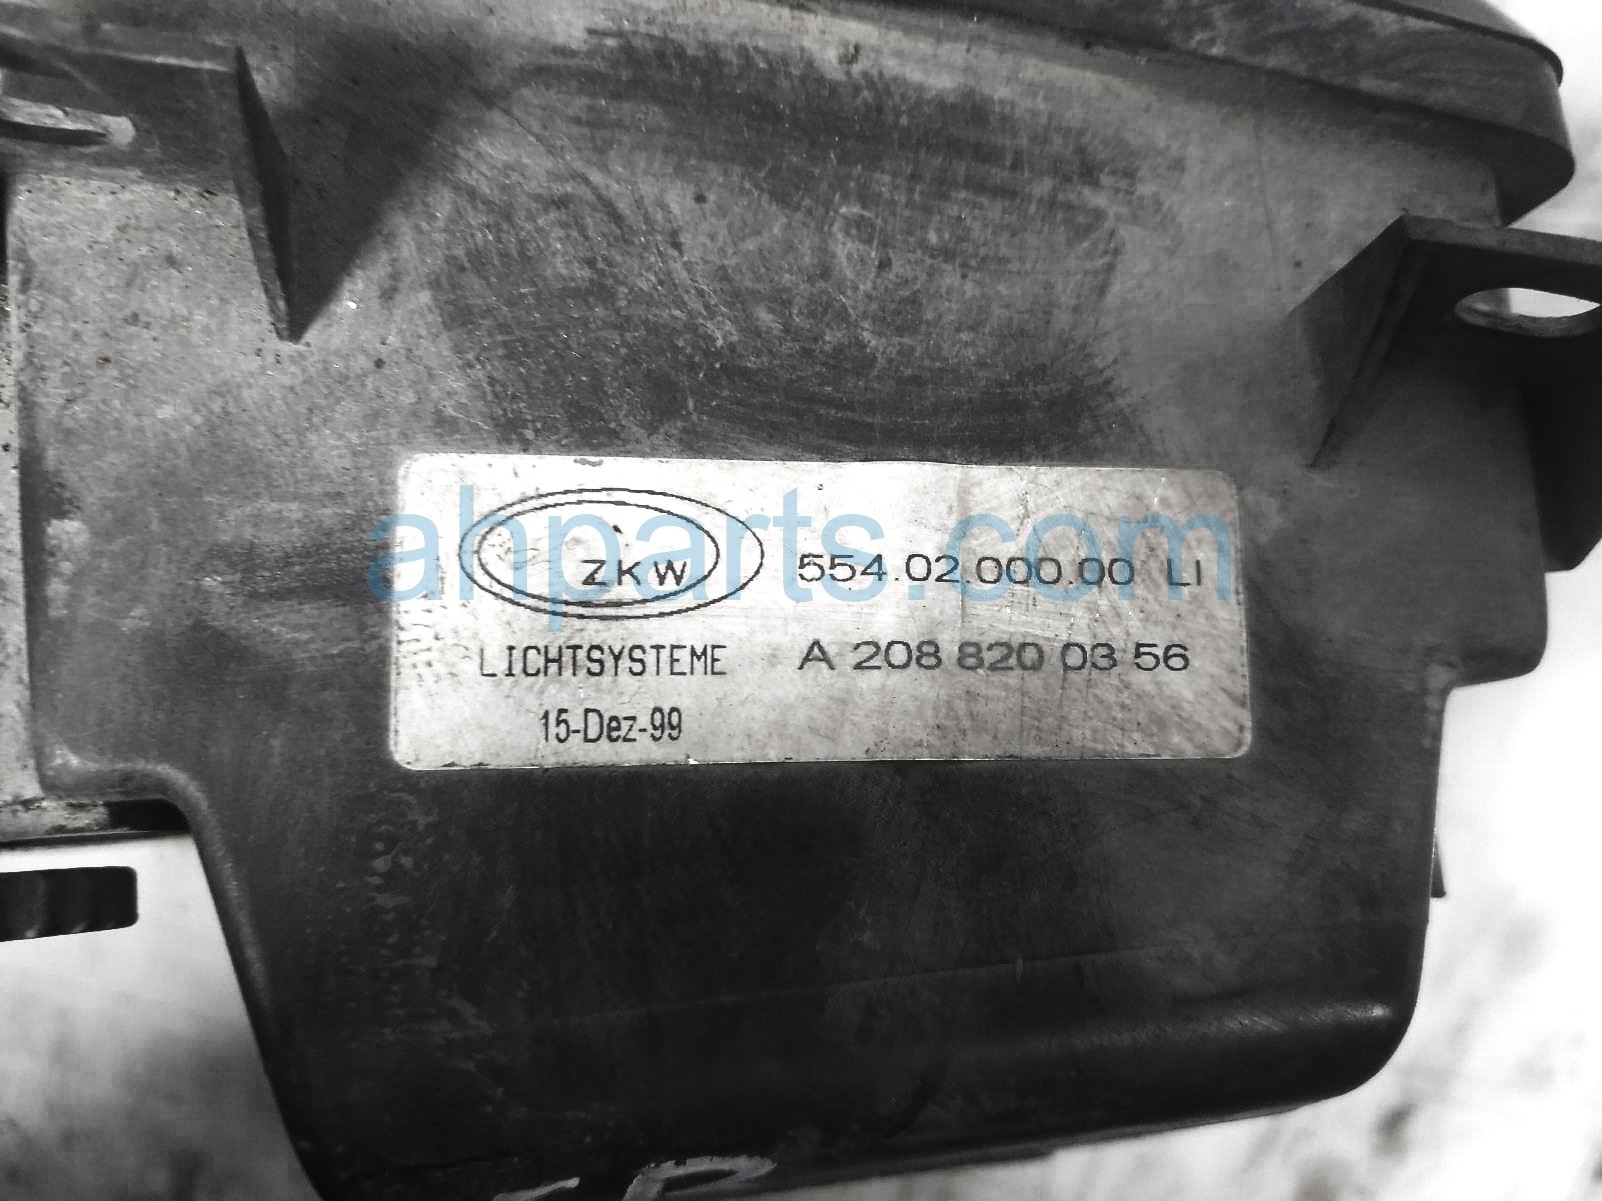 ZKW 554.02.000.00 LI
LICHTSYSTEME A 208 820 03 56
15-Dez-99
ahparts.com